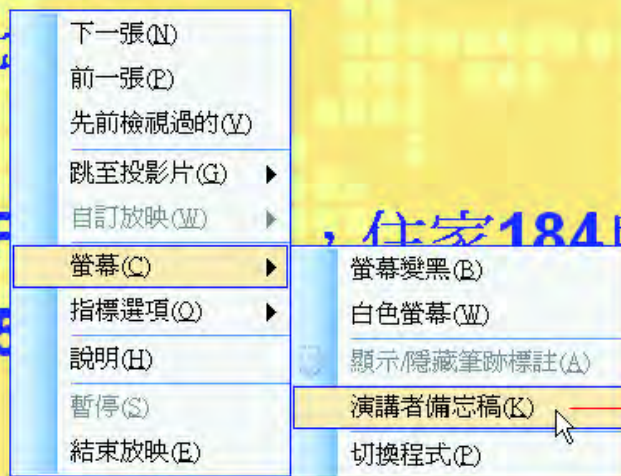 下一張(N)
前一張(P)
先前檢視過的(V)
跳至投影片(G)
自訂放映(W)
，住家184
螢幕(C)
指標選項(O)
說明(H)
暫停(S)
結束放映(E)
螢幕變黑(B)
白色螢幕(W)
顯示/隱藏筆跡標註(A)
演講者備忘稿(K)
切換程式(P)